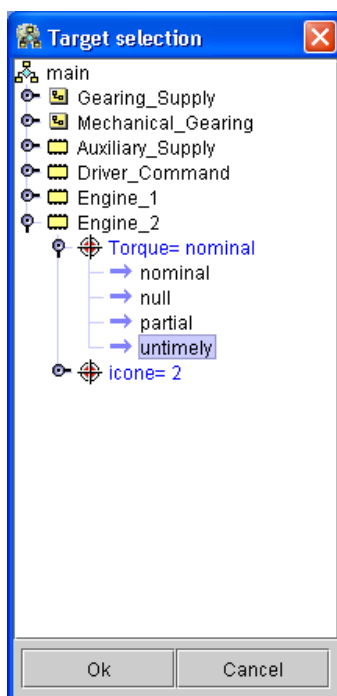 Target selection
main
Gearing_Supply
Mechanical_Gearing
Auxiliary_Supply
Driver_Command
Engine_1
Engine_2
Torque= nominal
nominal
null
partial
untimely
icone= 2
Ok Cancel